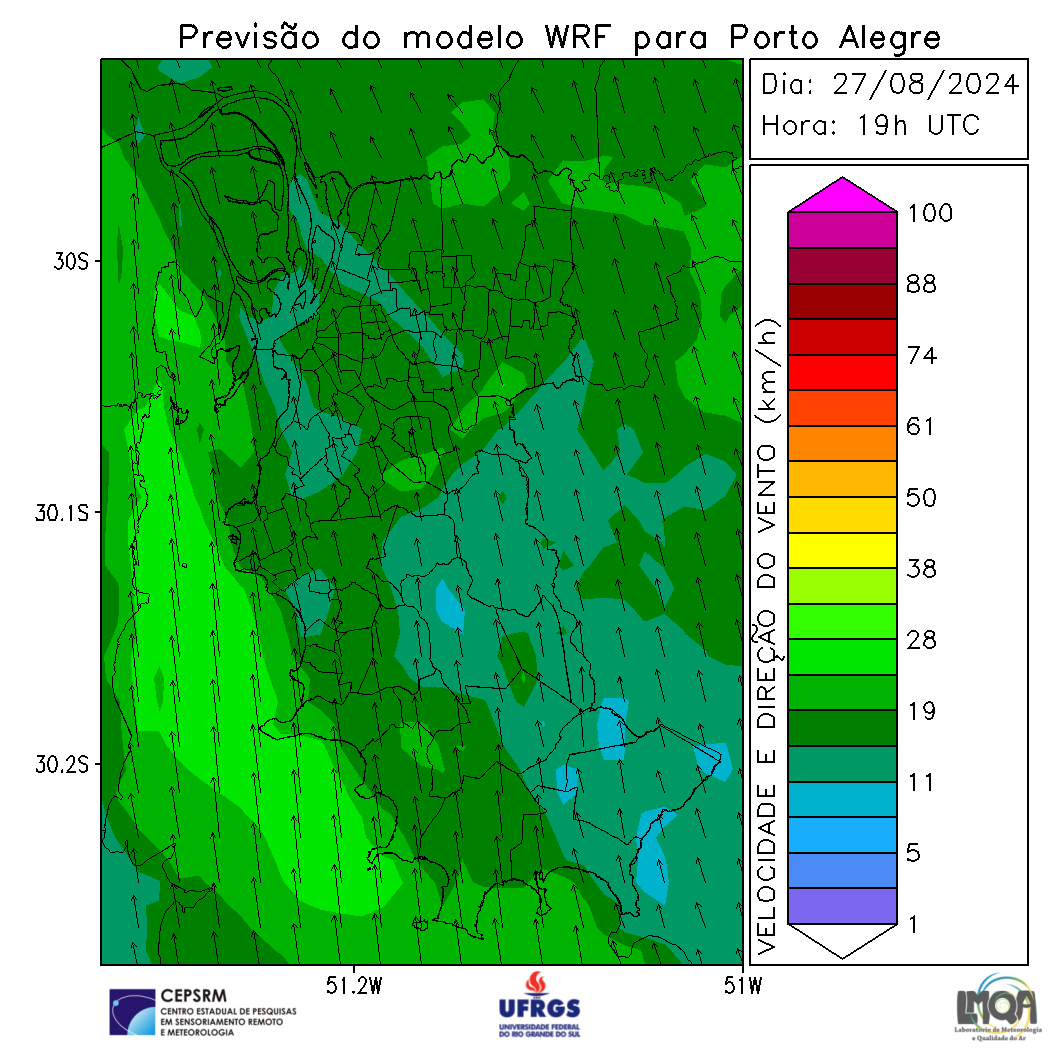 Previsão do modelo WRF para Porto Alegre
Dia: 27/08/2024
Hora: 19h UTC
30S
30.1S
30.2S
51.2W
51W
VELOCIDADE E DIREÇÃO DO VENTO (km/h)
100
88
74
61
50
38
28
19
11
5
1
CEPSRM
CENTRO ESTADUAL DE PESQUISAS
EM SENSORIAMENTO REMOTO
E METEOROLOGIA
UFRGS
UNIVERSIDADE FEDERAL
DO RIO GRANDE DO SUL
LMQA
Laboratório de Meteorologia
e Qualidade do Ar